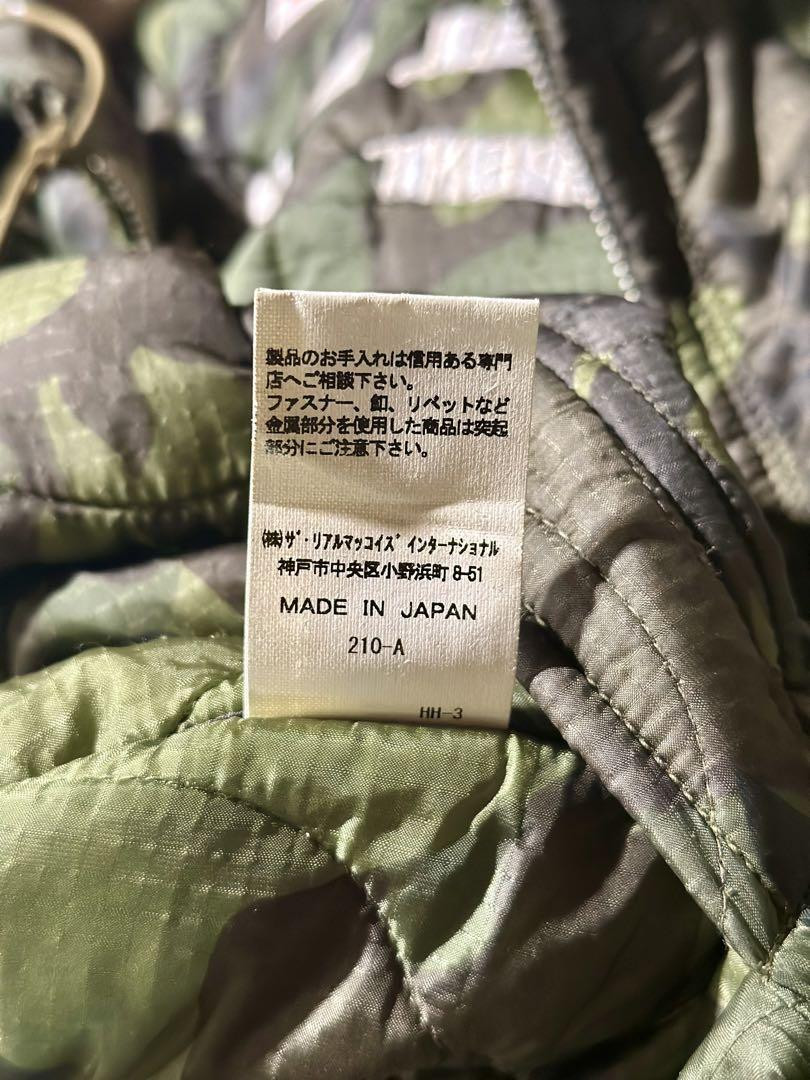 製品のお手入れは信用ある専門
店へご相談下さい。
ファスナー、釦、リベットなど
金属部分を使用した商品は突起
部分にご注意下さい。
(株)ザ・リアルマッコイズ インターナショナル
神戸市中央区小野浜町8-51
MADE IN JAPAN
210-A
HH-3